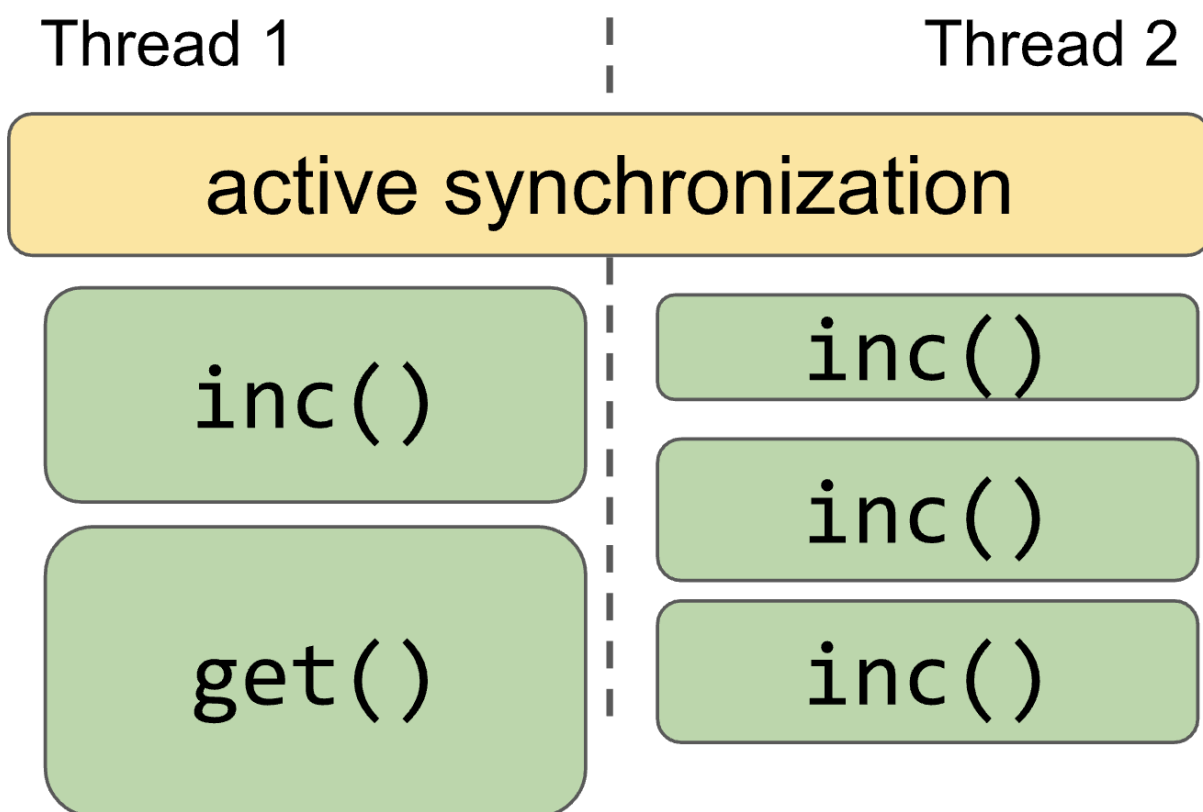 Thread 1
Thread 2
active synchronization
inc()
get()
inc()
inc()
inc()